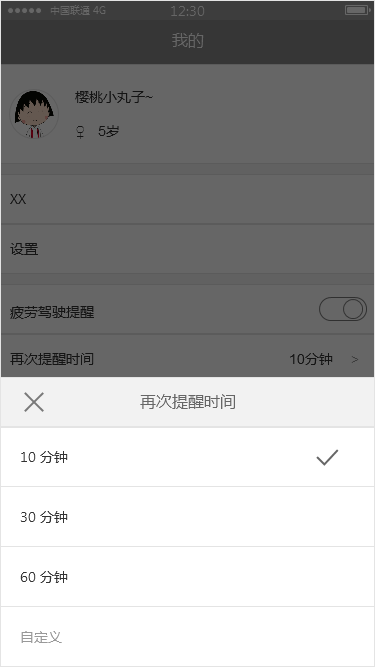 中国联通 4G 12:30
我的
樱桃小丸子~
♀ 5岁
XX
设置
疲劳驾驶提醒
再次提醒时间 10分钟 >
再次提醒时间
10 分钟
30 分钟
60 分钟
自定义